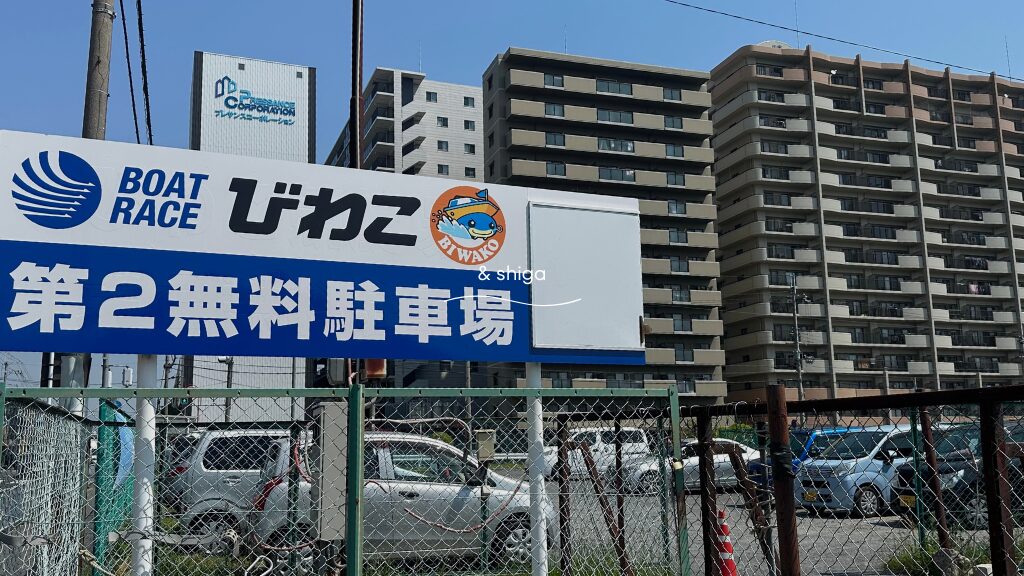 PRESSANCE
CORPORATION
プレサンスコーポレーション
BOAT
RACE
びわこ
BIWAKO
& shiga
第2無料駐車場